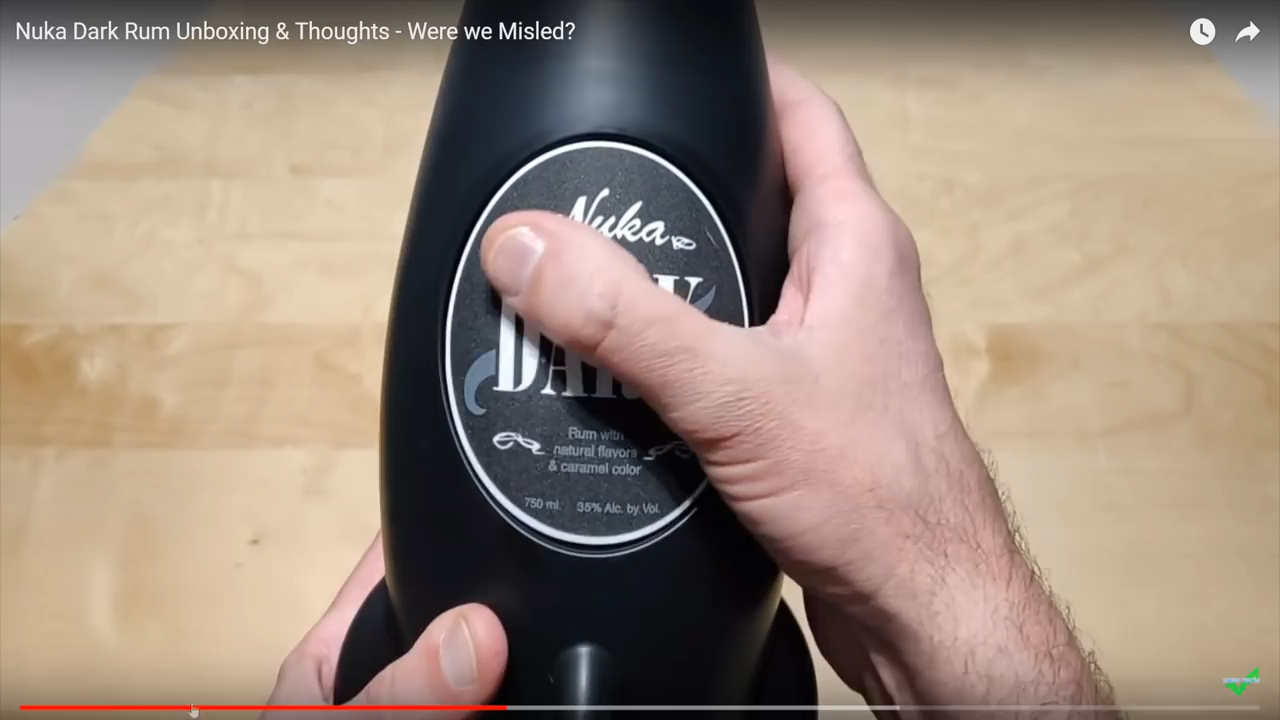 Nuka Dark Rum Unboxing & Thoughts - Were we Misled?
Nuka
DARK
Rum with
natural flavors
& caramel color
750 ml. 35% Alc. by Vol.